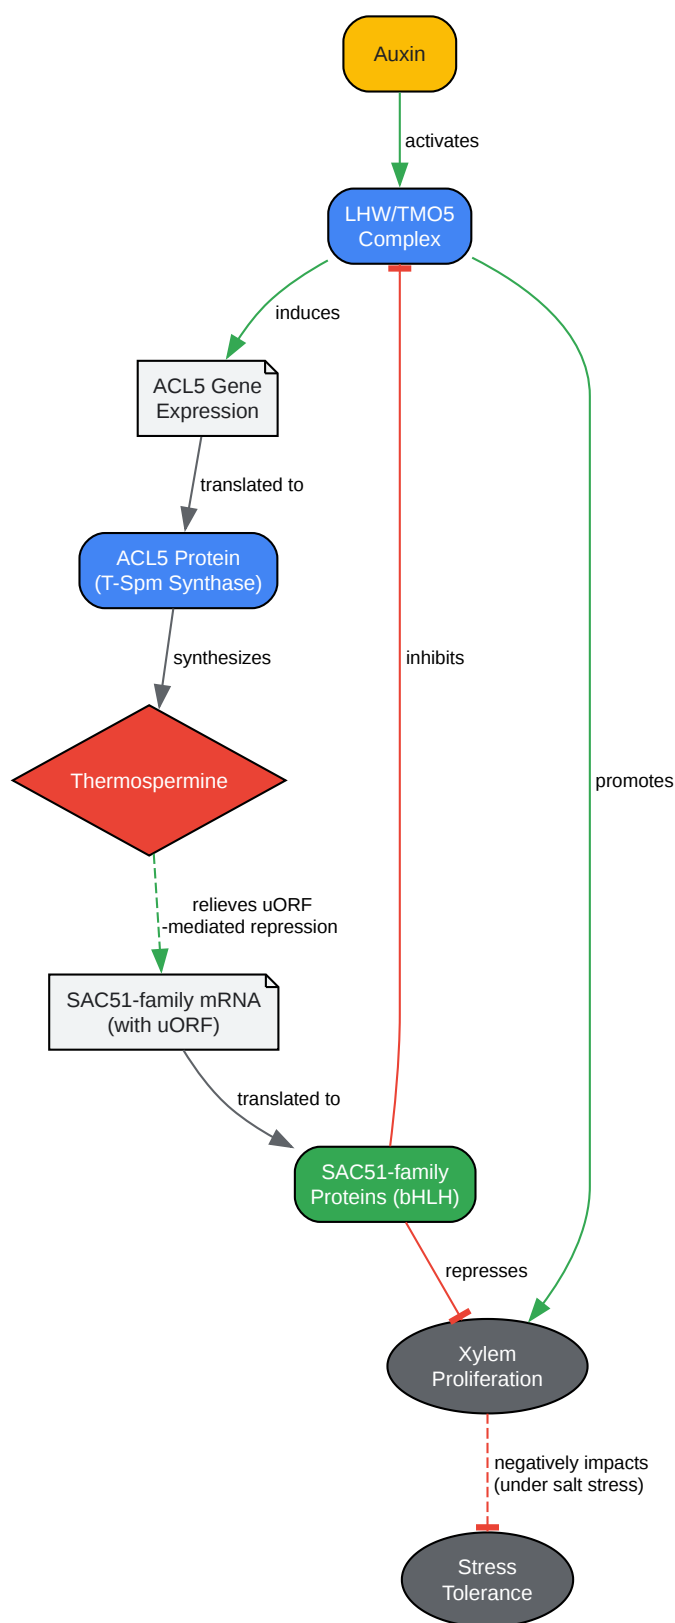 Auxin
activates
LHW/TMO5
Complex
induces
ACL5 Gene
Expression
translated to
ACL5 Protein
(T-Spm Synthase)
synthesizes
inhibits
Thermospermine
promotes
relieves uORF
-mediated repression
SAC51-family mRNA
(with uORF)
translated to
SAC51-family
Proteins (bHLH)
represses
Xylem
Proliferation
negatively impacts
(under salt stress)
Stress
Tolerance